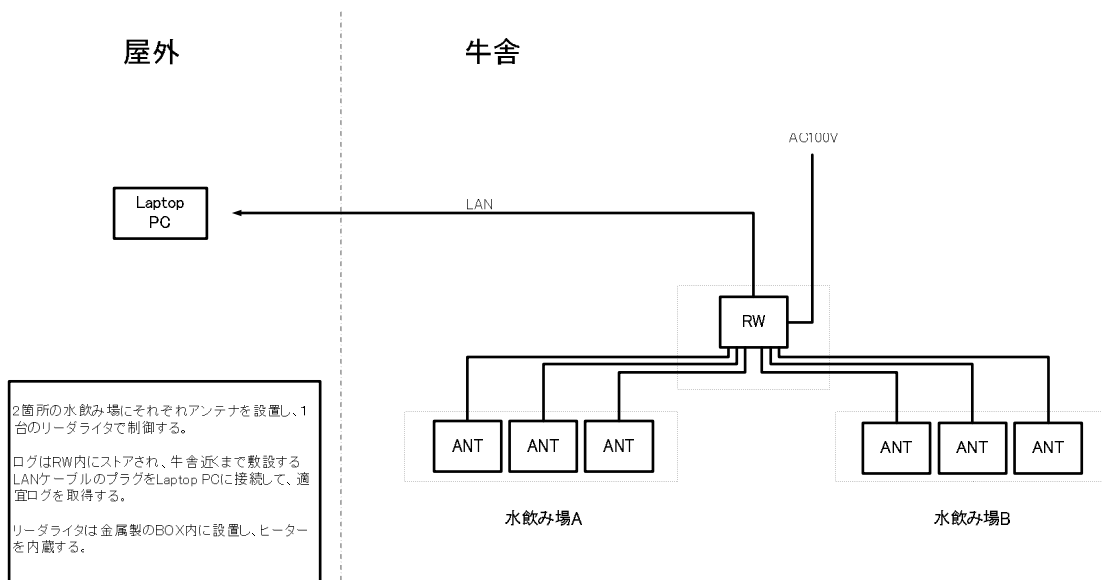 屋外
牛舎
AC100V
Laptop
PC
LAN
RW
ANT
ANT
ANT
ANT
ANT
ANT
水飲み場A
水飲み場B
2箇所の水飲み場にそれぞれアンテナを設置し、1
台のリーダライタで制御する。
ログはRW内にストアされ、牛舎近くまで敷設する
LANケーブルのプラグをLaptop PCに接続して、適
宜ログを取得する。
リーダライタは金属製のBOX内に設置し、ヒーター
を内蔵する。